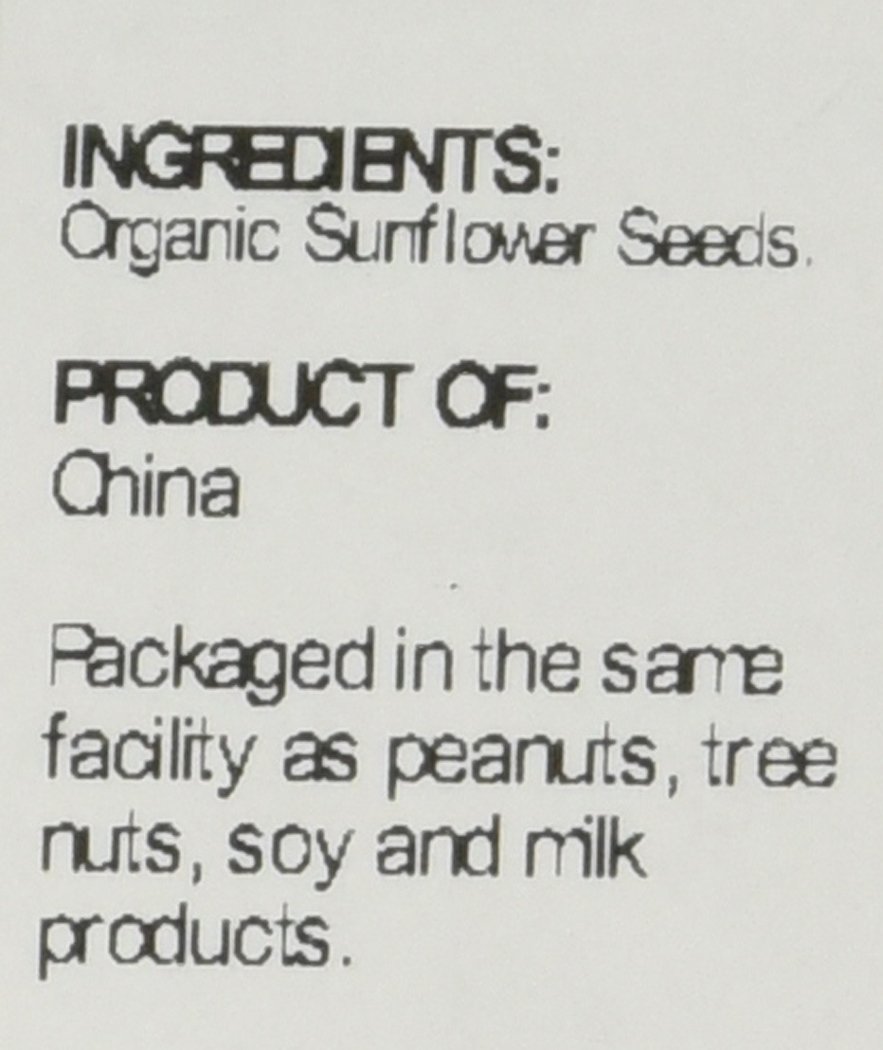 INGREDIENTS:
Organic Sunflower Seeds.
PRODUCT OF:
China
Packaged in the same
facility as peanuts, tree
nuts, soy and milk
products.